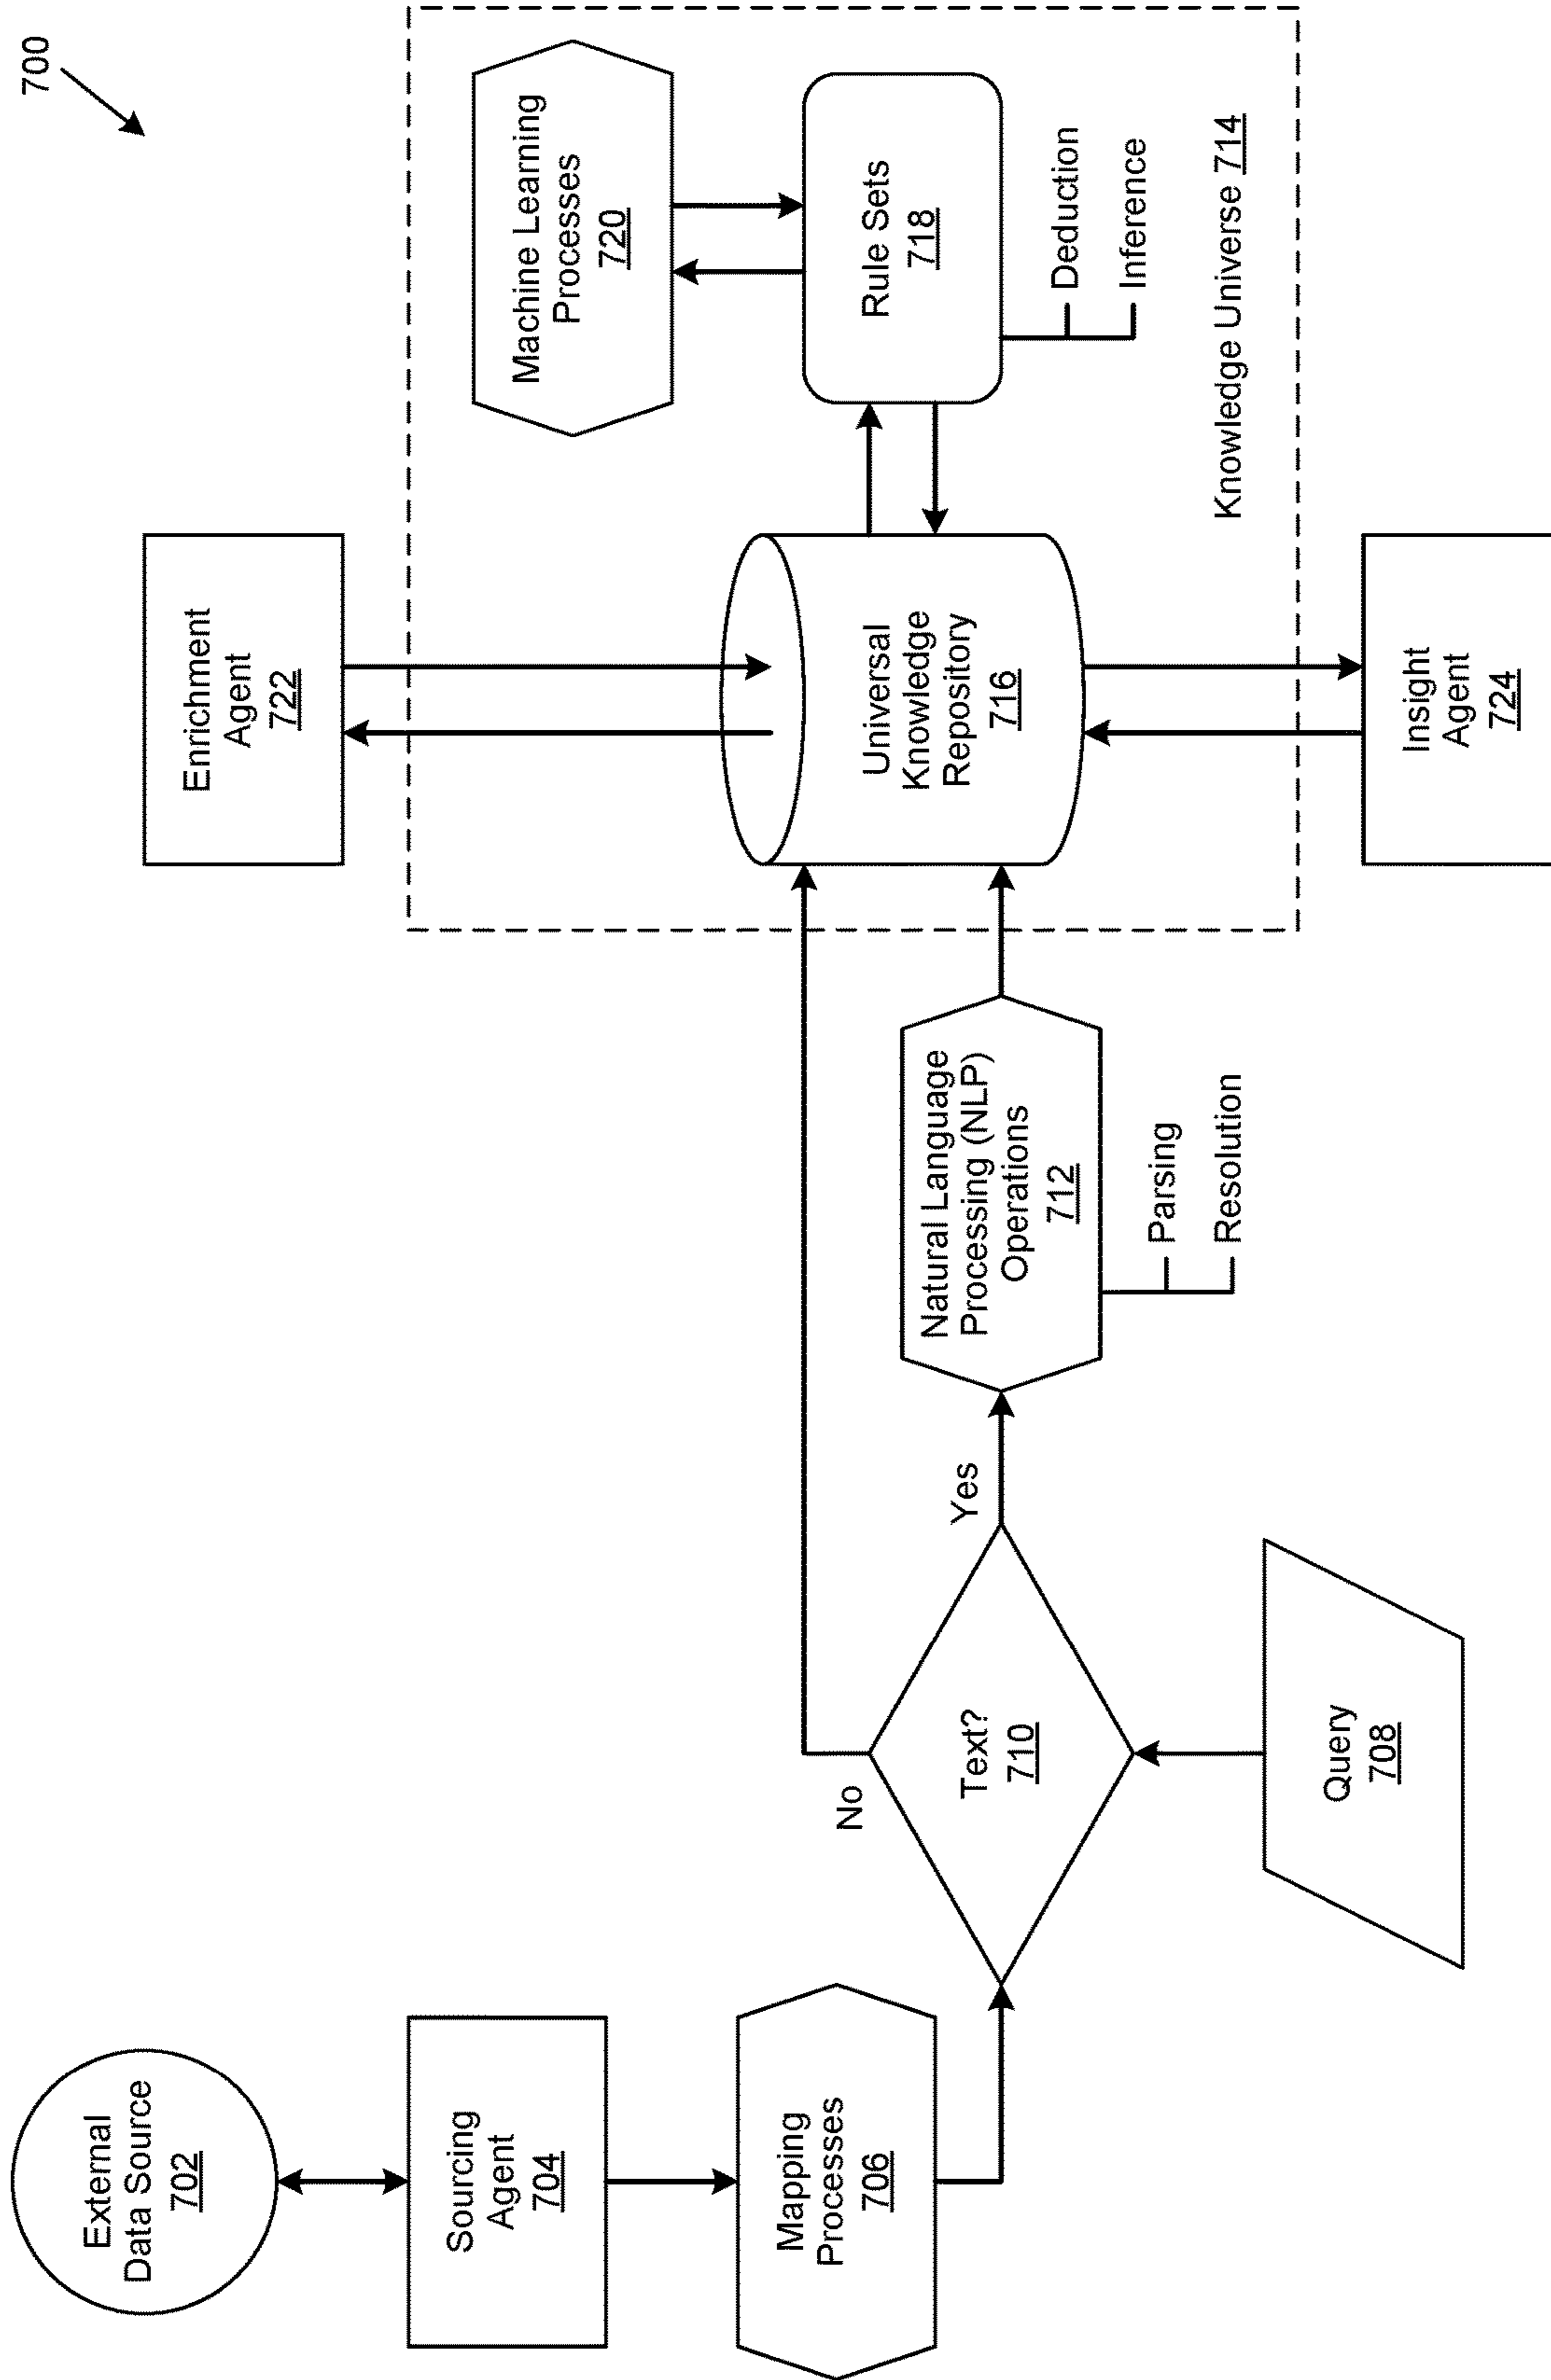 700
External
Data Source
702
Sourcing
Agent
704
Mapping
Processes
706
No
Text?
710
Yes
Query
708
Natural Language
Processing (NLP)
Operations
712
Parsing
Resolution
Enrichment
Agent
722
Universal
Knowledge
Repository
716
Insight
Agent
724
Machine Learning
Processes
720
Rule Sets
718
Deduction
Inference
Knowledge Universe 714